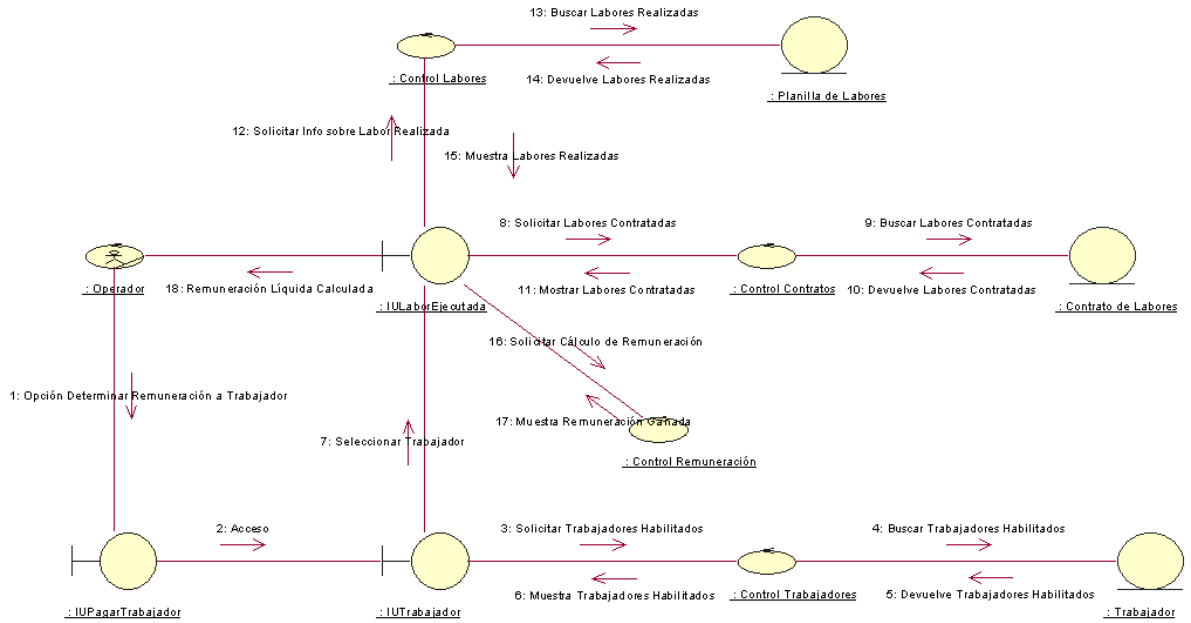 13: Buscar Labores Realizadas
: Control Labores
14: Devuelve Labores Realizadas
: Planilla de Labores
12: Solicitar Info sobre Labor Realizada
15: Muestra Labores Realizadas
8: Solicitar Labores Contratadas
9: Buscar Labores Contratadas
: Operador
18: Remuneración Líquida Calculada
: IULaborEjecutada
11: Mostrar Labores Contratadas
: Control Contratos
10: Devuelve Labores Contratadas
: Contrato de Labores
16: Solicitar Cálculo de Remuneración
1: Opción Determinar Remuneración a Trabajador
17: Muestra Remuneración Ganada
7: Seleccionar Trabajador
: Control Remuneración
2: Acceso
3: Solicitar Trabajadores Habilitados
4: Buscar Trabajadores Habilitados
: IUPagarTrabajador
: IUTrabajador
6: Muestra Trabajadores Habilitados
: Control Trabajadores
5: Devuelve Trabajadores Habilitados
: Trabajador